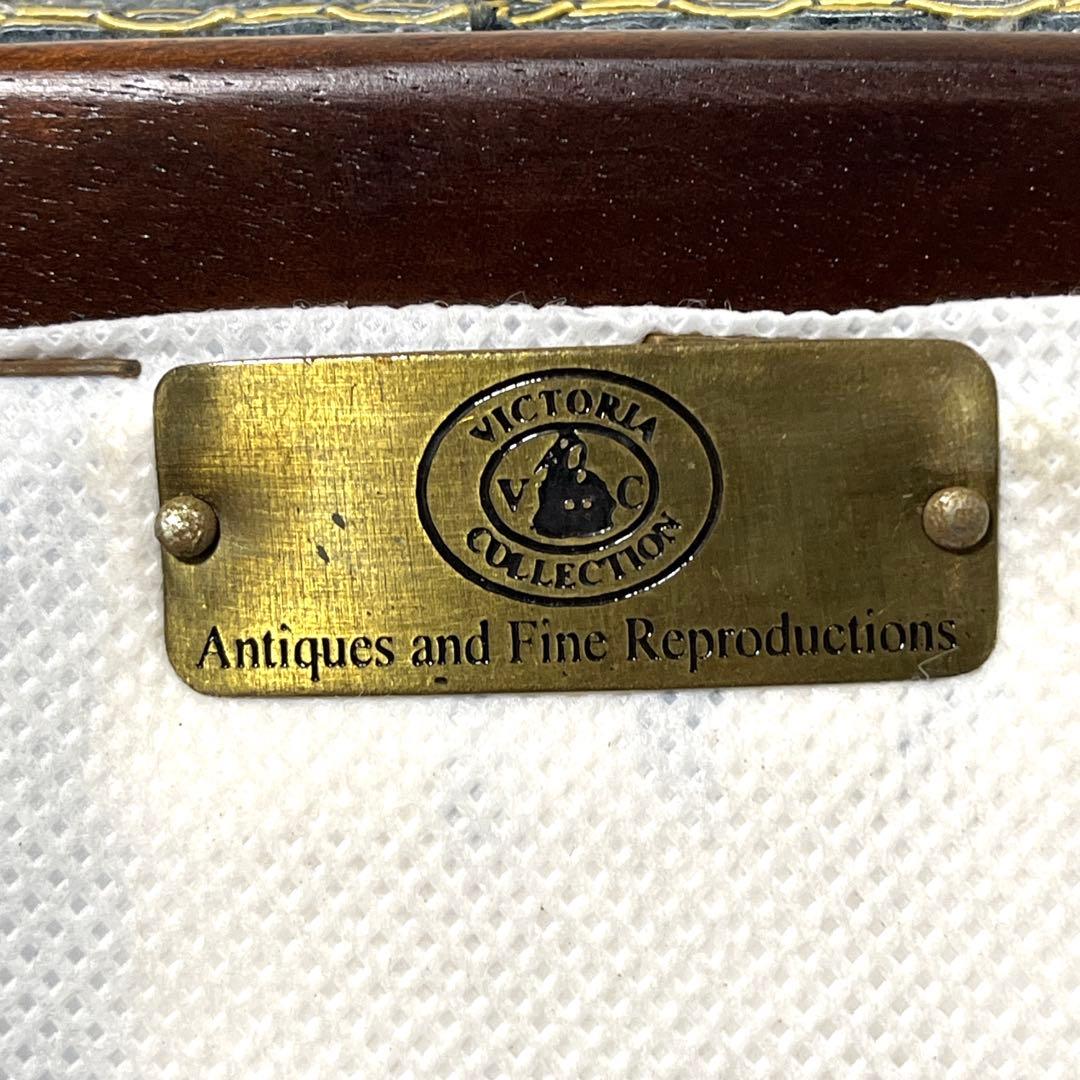 VICTORIA
V C
COLLECTION
Antiques and Fine Reproductions